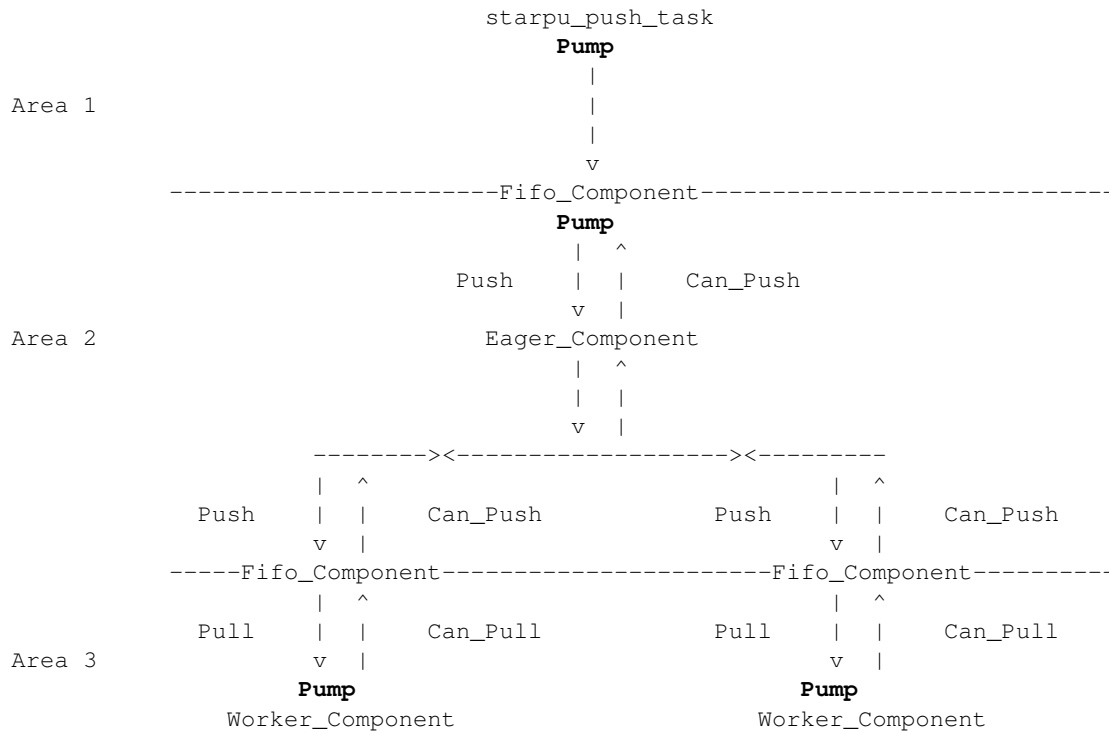 starpu_push_task
Pump
|
Area 1 |
|
v
-----------------------Fifo_Component-----------------------------
Pump
| ^
Push | | Can_Push
v |
Area 2 Eager_Component
| ^
| |
v |
--------><-------------------><---------
| ^ | ^
Push | | Can_Push Push | | Can_Push
v | v |
-----Fifo_Component-----------------------Fifo_Component----------
| ^ | ^
Pull | | Can_Pull Pull | | Can_Pull
Area 3 v | v |
Pump Pump
Worker_Component Worker_Component